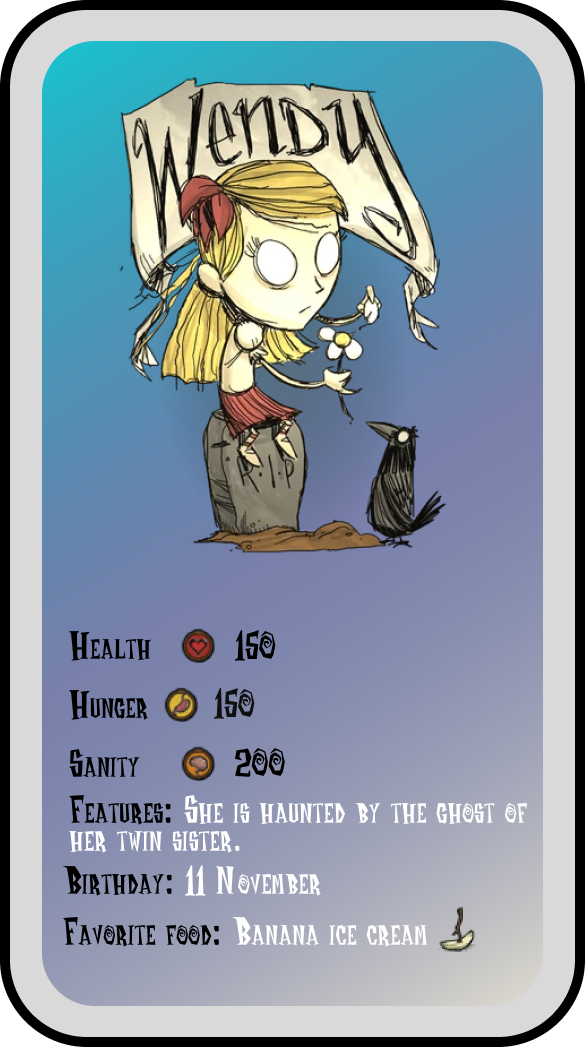 Wendy
R.I.P
Health 150
Hunger 150
Sanity 200
Features: She is haunted by the ghost of
her twin sister.
Birthday: 11 November
Favorite food: Banana ice cream